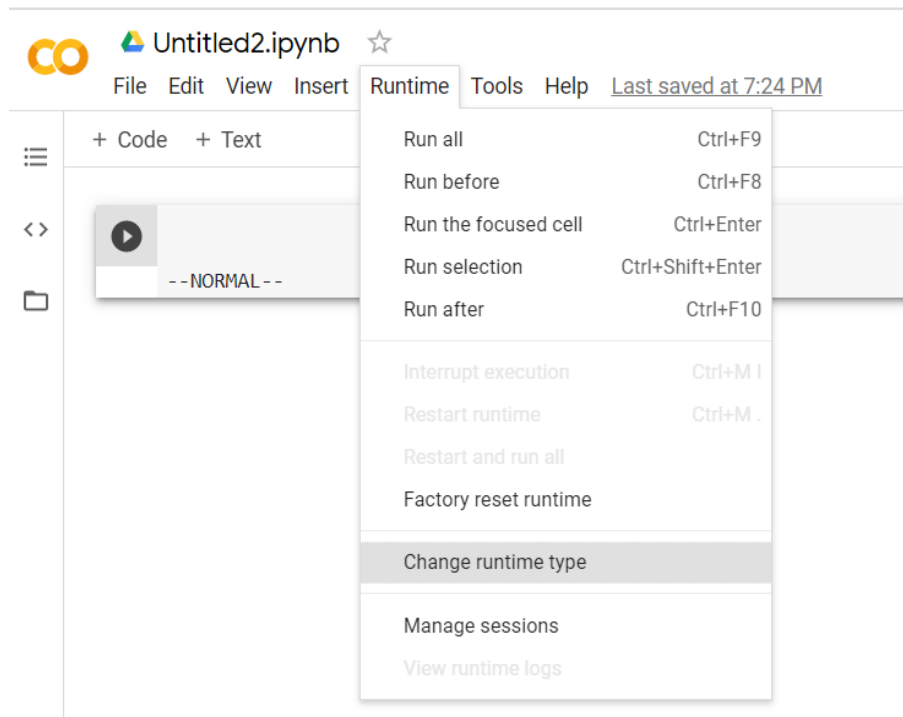 Untitled2.ipynb
File Edit View Insert Runtime Tools Help Last saved at 7:24 PM
+ Code + Text
--NORMAL--
Run all Ctrl+F9
Run before Ctrl+F8
Run the focused cell Ctrl+Enter
Run selection Ctrl+Shift+Enter
Run after Ctrl+F10
Interrupt execution Ctrl+M I
Restart runtime Ctrl+M .
Restart and run all
Factory reset runtime
Change runtime type
Manage sessions
View runtime logs